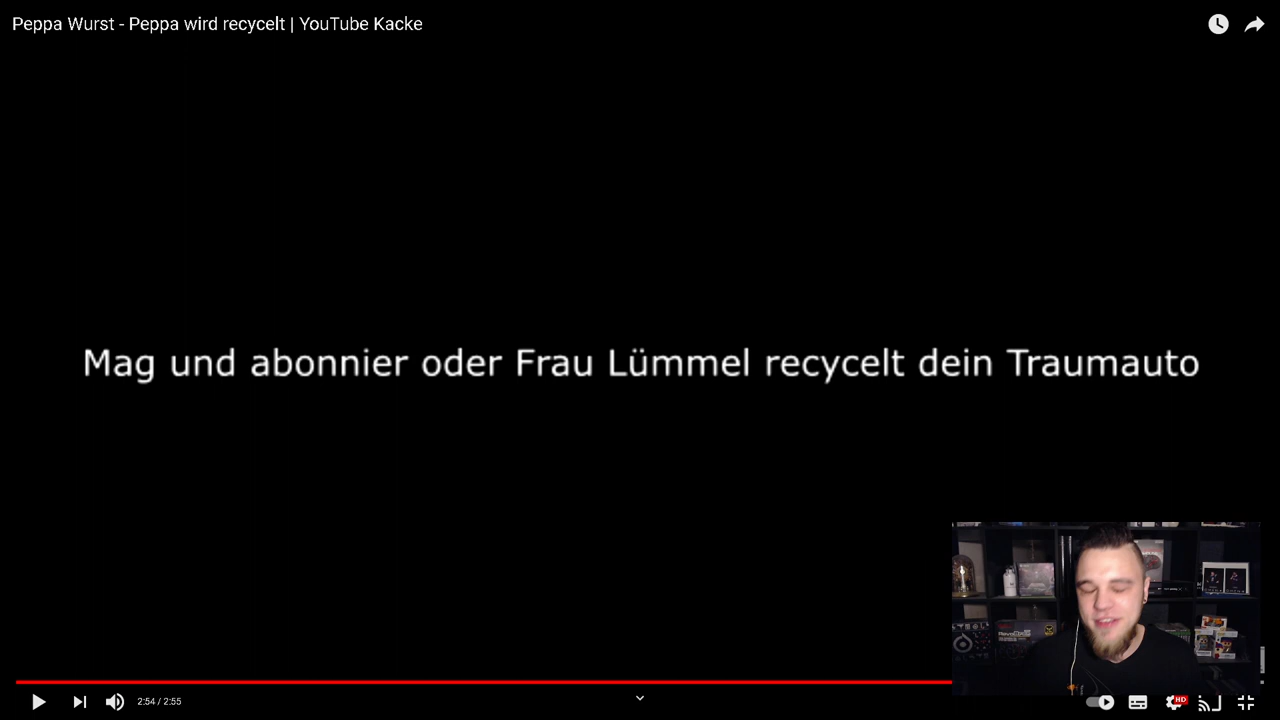 Peppa Wurst - Peppa wird recycelt | YouTube Kacke
Mag und abonnier oder Frau Lümmel recycelt dein Traumauto
2:54 / 2:55
HD